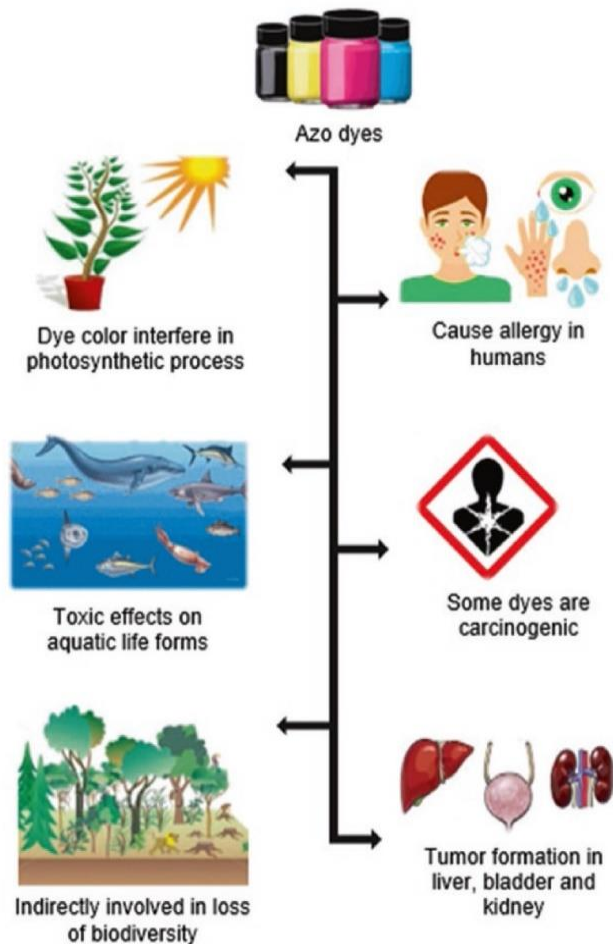 Azo dyes
Dye color interfere in
photosynthetic process
Cause allergy in
humans
Toxic effects on
aquatic life forms
Some dyes are
carcinogenic
Indirectly involved in loss
of biodiversity
Tumor formation in
liver, bladder and
kidney